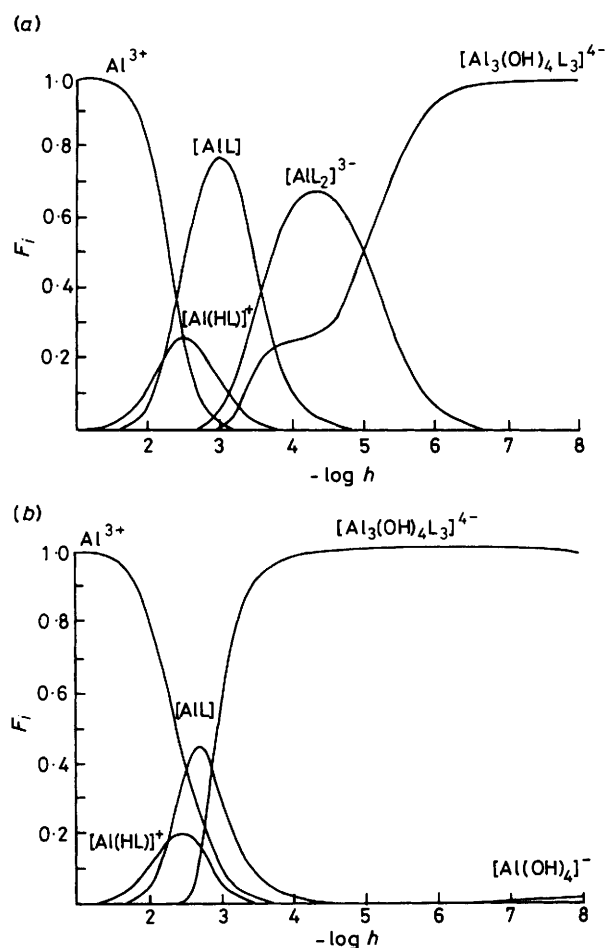 (a)
Al³⁺
[Al₃(OH)₄L₃]⁴⁻
1.0
[AlL]
0.8
[AlL₂]³⁻
0.6
Fᵢ
0.4
[Al(HL)]⁺
0.2
2 3 4 5 6 7 8
-log h
(b)
Al³⁺
[Al₃(OH)₄L₃]⁴⁻
1.0
0.8
0.6
[AlL]
Fᵢ
0.4
[Al(HL)]⁺
0.2
[Al(OH)₄]⁻
2 3 4 5 6 7 8
-log h